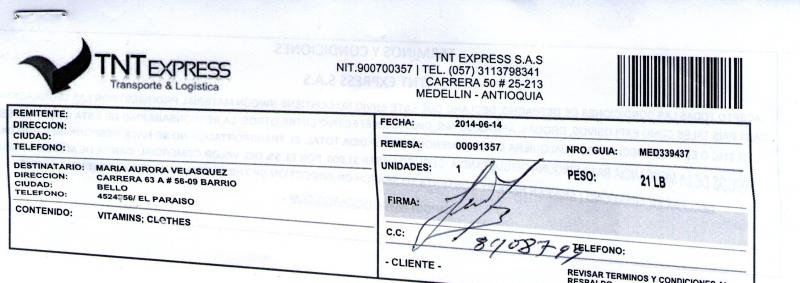 TNT EXPRESS
Transporte & Logistica
TNT EXPRESS S.A.S
NIT.900700357 | TEL. (057) 3113798341
CARRERA 50 # 25-213
MEDELLIN - ANTIOQUIA
REMITENTE:
DIRECCION:
CIUDAD:
TELEFONO:
DESTINATARIO: MARIA AURORA VELASQUEZ
DIRECCION: CARRERA 63 A # 56-09 BARRIO
CIUDAD: BELLO
TELEFONO: EL PARAISO
CONTENIDO: VITAMINS; CLOTHES
FECHA: 2014-06-14
REMESA: 00091357 NRO. GUIA: MED339437
UNIDADES: 1 PESO: 21 LB
FIRMA:
C.C: TELEFONO:
- CLIENTE -
REVISAR TERMINOS Y CONDICIONES AL
RESPALDO